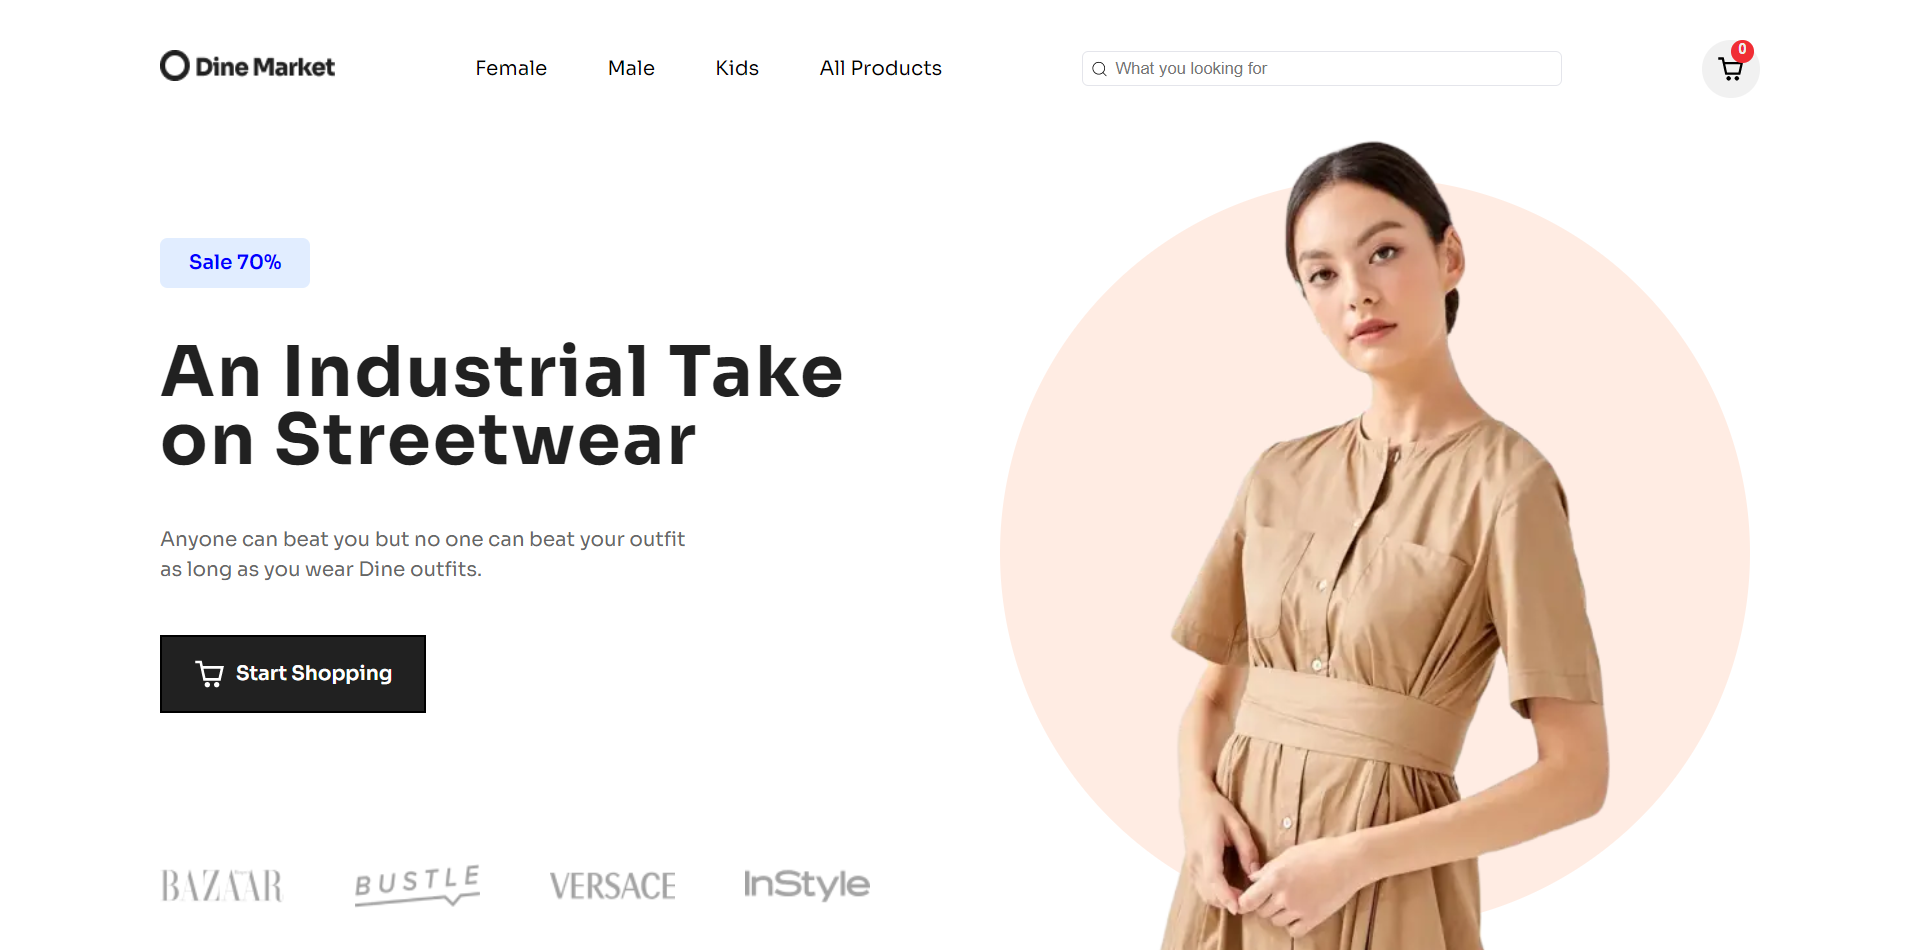 Dine Market
Female
Male
Kids
All Products
What you looking for
0
Sale 70%
An Industrial Take
on Streetwear
Anyone can beat you but no one can beat your outfit
as long as you wear Dine outfits.
Start Shopping
BAZAAR
BUSTLE
VERSACE
InStyle